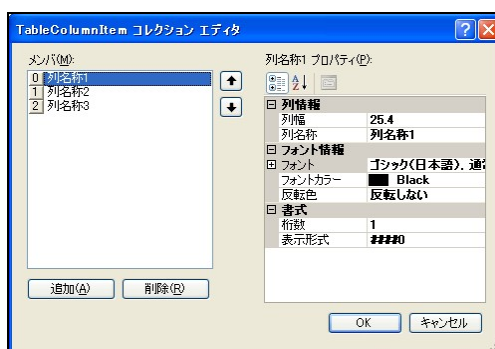 TableColumnItem コレクション エディタ
メンバ(M):
0 列名称1
1 列名称2
2 列名称3
追加(A) 削除(R)
列名称1 プロパティ(P):
列情報
列幅 25.4
列名称 列名称1
フォント情報
フォント ゴシック(日本語), 通常
フォントカラー Black
反転色 反転しない
書式
桁数 1
表示形式 ####0
OK キャンセル